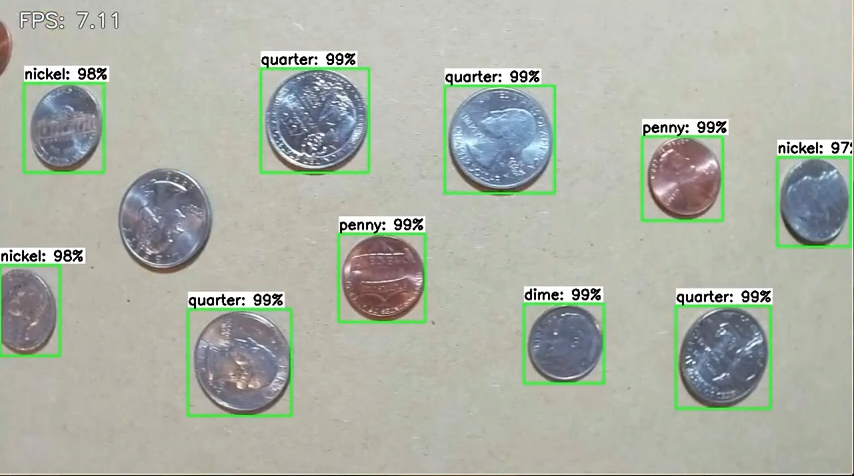 FPS: 7.11
quarter: 99%
nickel: 98%
quarter: 99%
penny: 99%
nickel: 97%
penny: 99%
nickel: 98%
quarter: 99%
dime: 99%
quarter: 99%